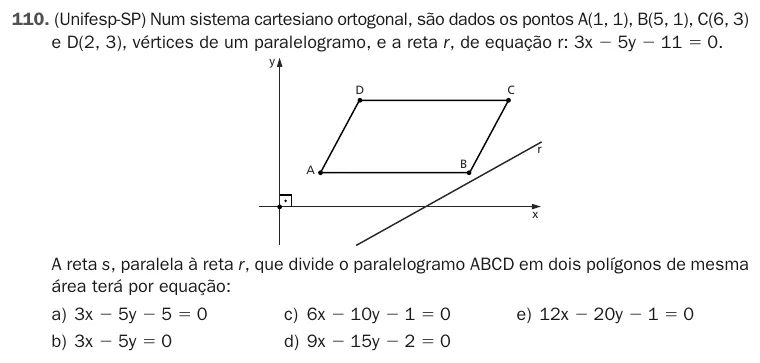 110. (Unifesp-SP) Num sistema cartesiano ortogonal, são dados os pontos A(1, 1), B(5, 1), C(6, 3)
e D(2, 3), vértices de um paralelogramo, e a reta r, de equação r: 3x − 5y − 11 = 0.
y
D
C
A
B
r
x
A reta s, paralela à reta r, que divide o paralelogramo ABCD em dois polígonos de mesma
área terá por equação:
a) 3x − 5y − 5 = 0
c) 6x − 10y − 1 = 0
e) 12x − 20y − 1 = 0
b) 3x − 5y = 0
d) 9x − 15y − 2 = 0